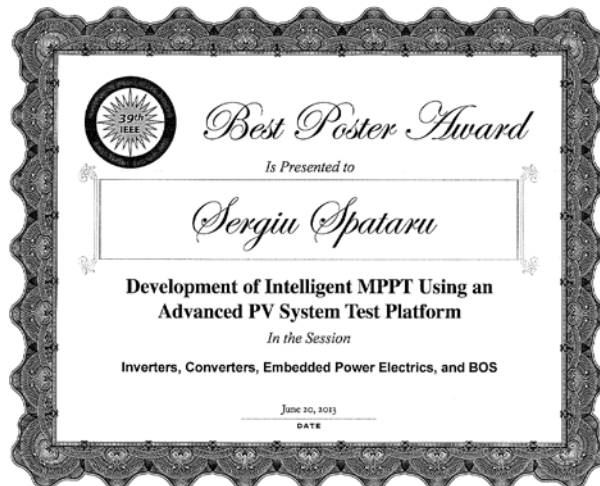 39th
IEEE
Best Poster Award
Is Presented to
Sergiu Spataru
Development of Intelligent MPPT Using an
Advanced PV System Test Platform
In the Session
Inverters, Converters, Embedded Power Electrics, and BOS
June 20, 2013
DATE